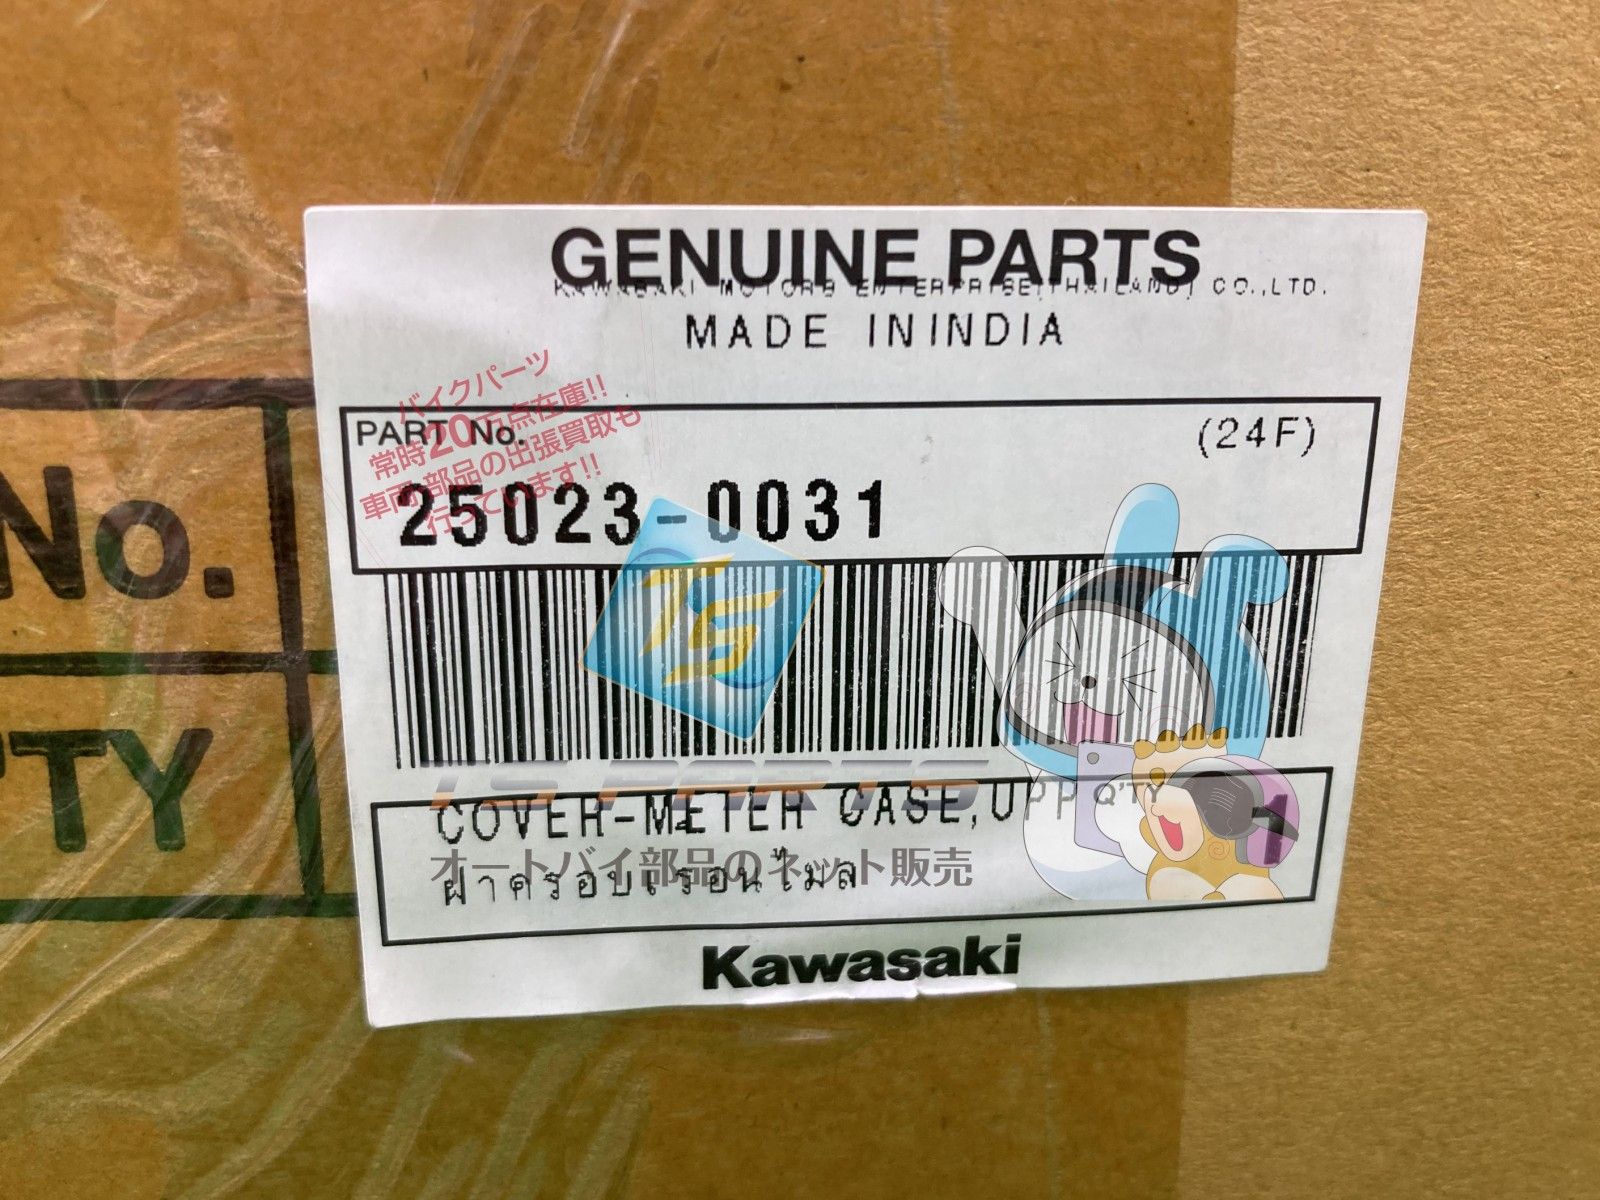 GENUINE PARTS
KAWASAKI MOTORS ENTERPRISE(THAILAND) CO.,LTD.
MADE ININDIA
バイクパーツ
常時20万点在庫!!
車両・部品の出張買取も
行っています!!
PART No.
(24F)
25023-0031
No.
TS
TS PARTS
COVER-METER CASE,UPP
Q'TY
1
'TY
オートバイ部品のネット販売
ฝาครอบเรือนไมล
Kawasaki